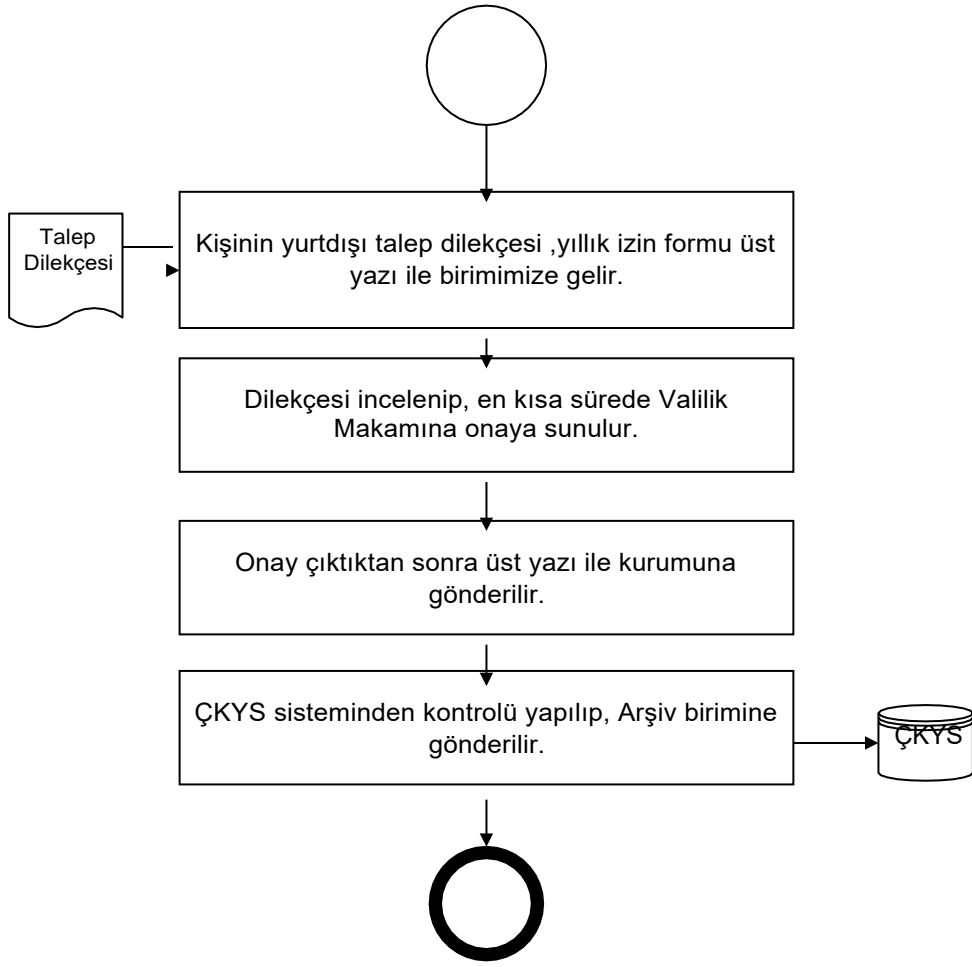 Talep
Dilekçesi
Kişinin yurtdışı talep dilekçesi ,yıllık izin formu üst
yazı ile birimimize gelir.
Dilekçesi incelenip, en kısa sürede Valilik
Makamına onaya sunulur.
Onay çıktıktan sonra üst yazı ile kurumuna
gönderilir.
ÇKYS sisteminden kontrolü yapılıp, Arşiv birimine
gönderilir.
ÇKYS